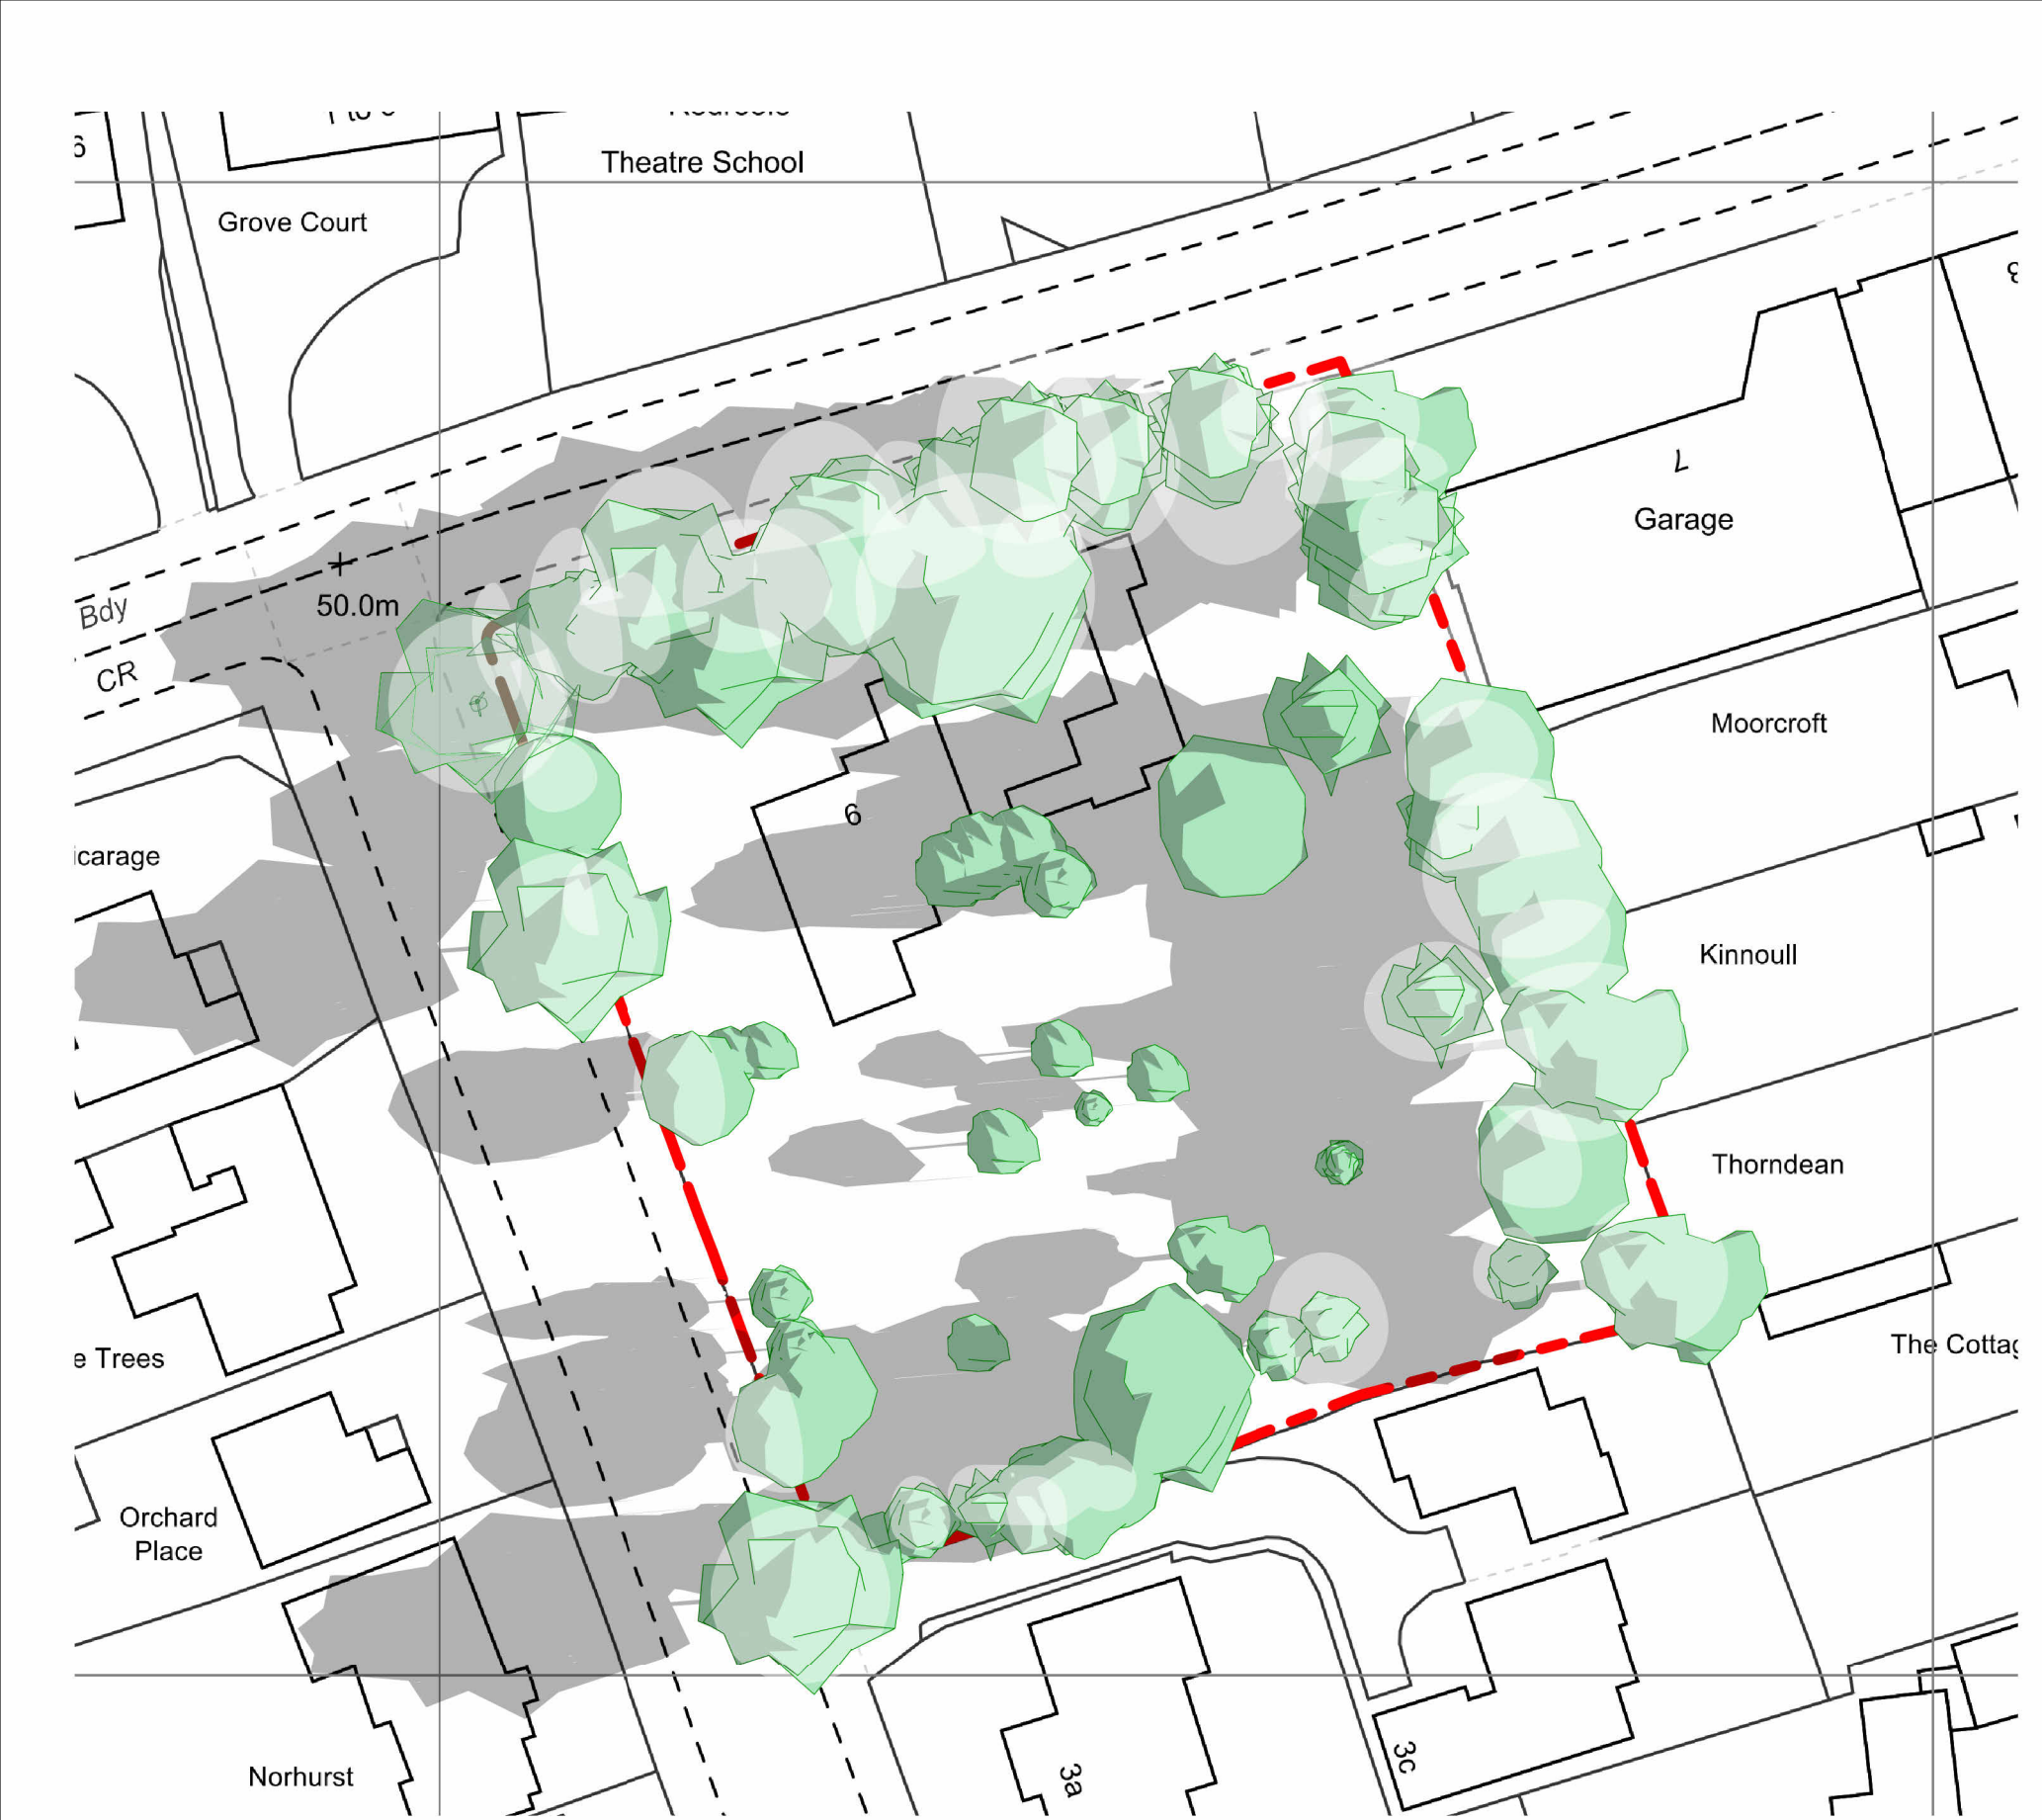 Theatre School
Grove Court
50.0m
Bdy
CR
7
Garage
Moorcroft
6
icarage
Kinnoull
Thorndean
The Cottag
e Trees
Orchard
Place
Norhurst
3a
3c